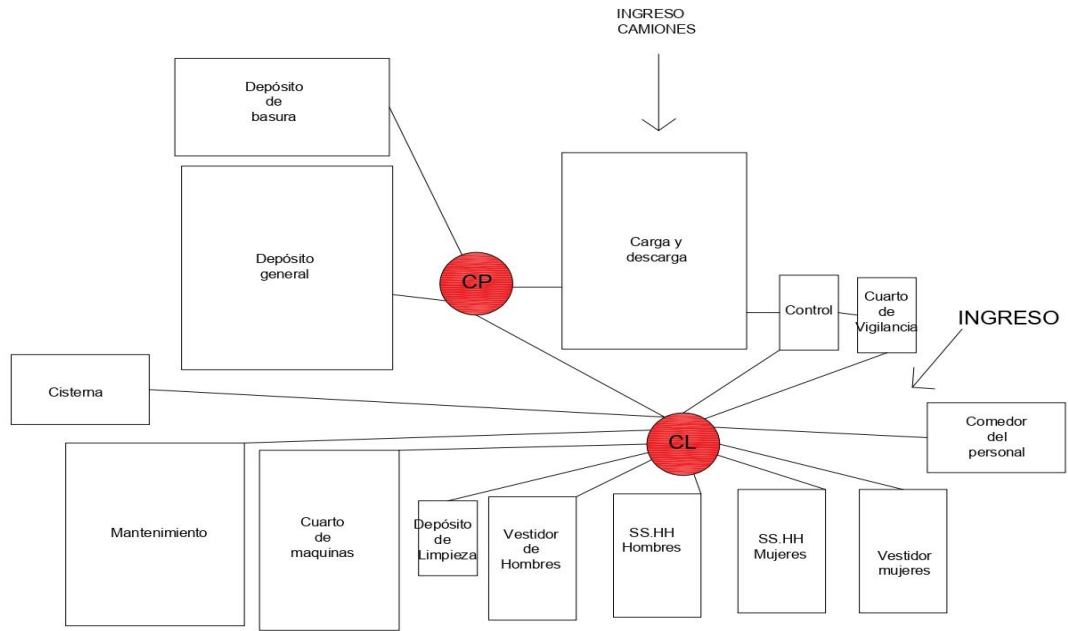 INGRESO
CAMIONES
Depósito
de
basura
Depósito
general
CP
Carga y
descarga
Control
Cuarto
de
Vigilancia
INGRESO
Cisterna
CL
Comedor
del
personal
Mantenimiento
Cuarto
de
maquinas
Depósito
de
Limpieza
Vestidor
de
Hombres
SS.HH
Hombres
SS.HH
Mujeres
Vestidor
mujeres